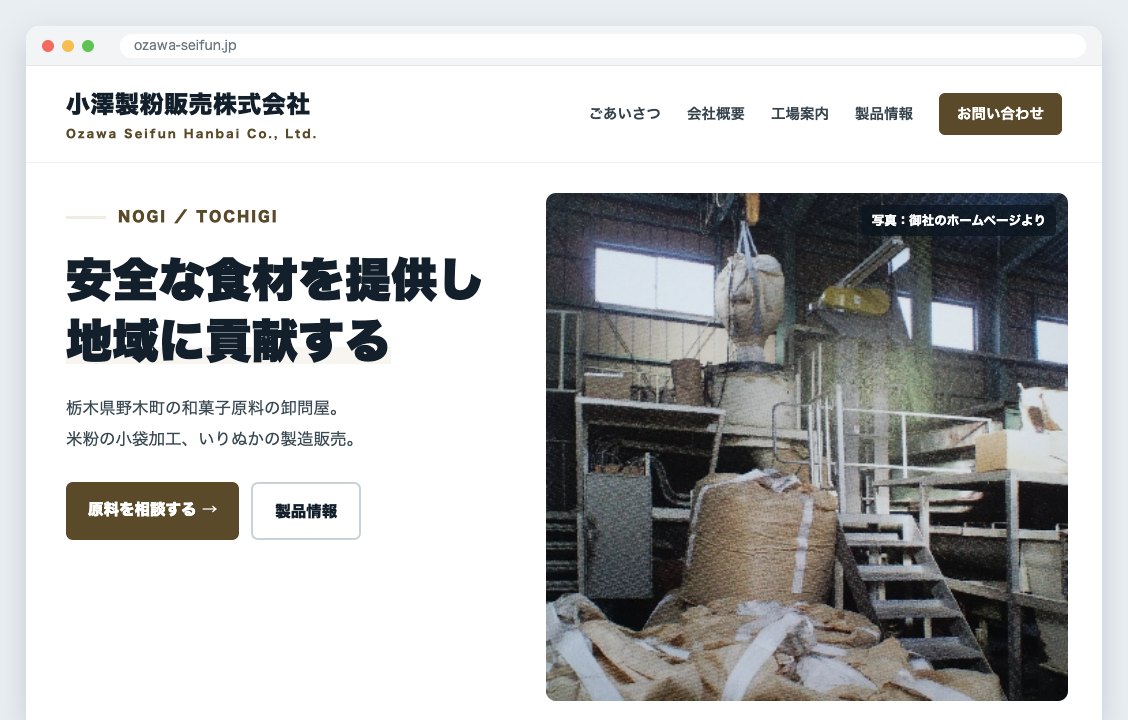 ozawa-seifun.jp
小澤製粉販売株式会社
Ozawa Seifun Hanbai Co., Ltd.
ごあいさつ
会社概要
工場案内
製品情報
お問い合わせ
NOGI ／ TOCHIGI
安全な食材を提供し
地域に貢献する
栃木県野木町の和菓子原料の卸問屋。
米粉の小袋加工、いりぬかの製造販売。
原料を相談する →
製品情報
写真：御社のホームページより